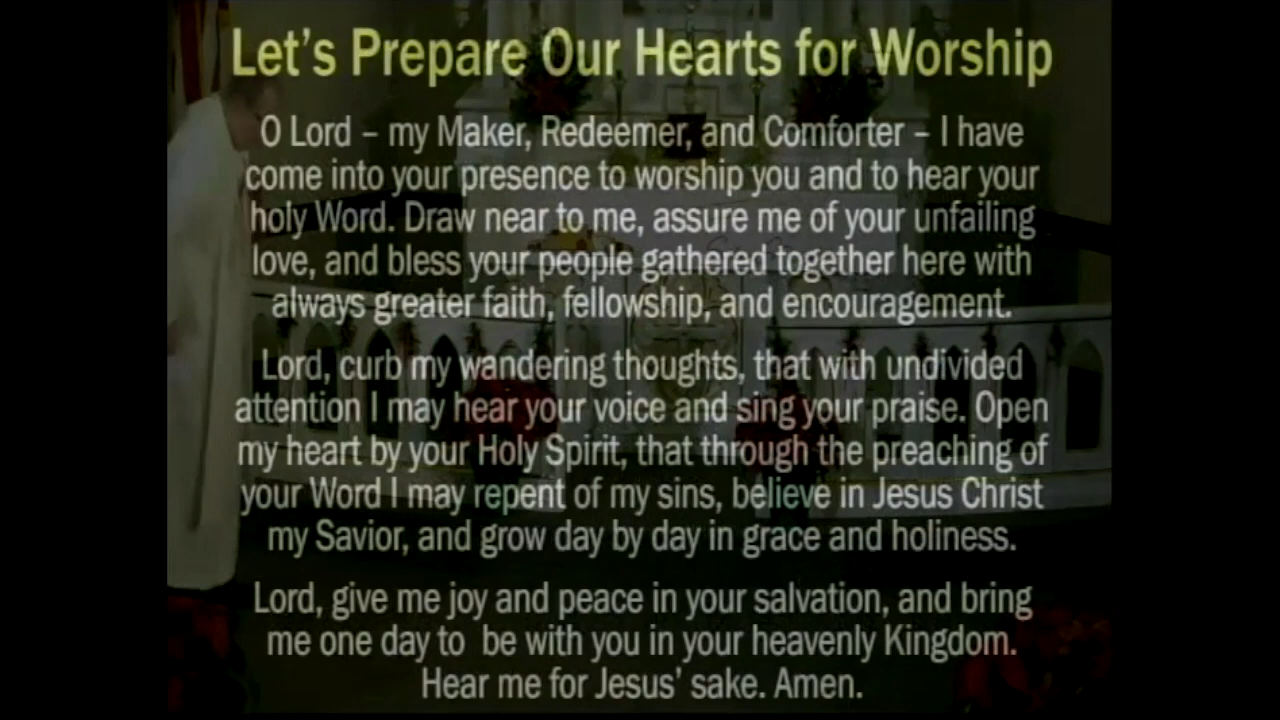 Let's Prepare Our Hearts for Worship
O Lord – my Maker, Redeemer, and Comforter – I have
come into your presence to worship you and to hear your
holy Word. Draw near to me, assure me of your unfailing
love, and bless your people gathered together here with
always greater faith, fellowship, and encouragement.
Lord, curb my wandering thoughts, that with undivided
attention I may hear your voice and sing your praise. Open
my heart by your Holy Spirit, that through the preaching of
your Word I may repent of my sins, believe in Jesus Christ
my Savior, and grow day by day in grace and holiness.
Lord, give me joy and peace in your salvation, and bring
me one day to  be with you in your heavenly Kingdom.
Hear me for Jesus' sake. Amen.